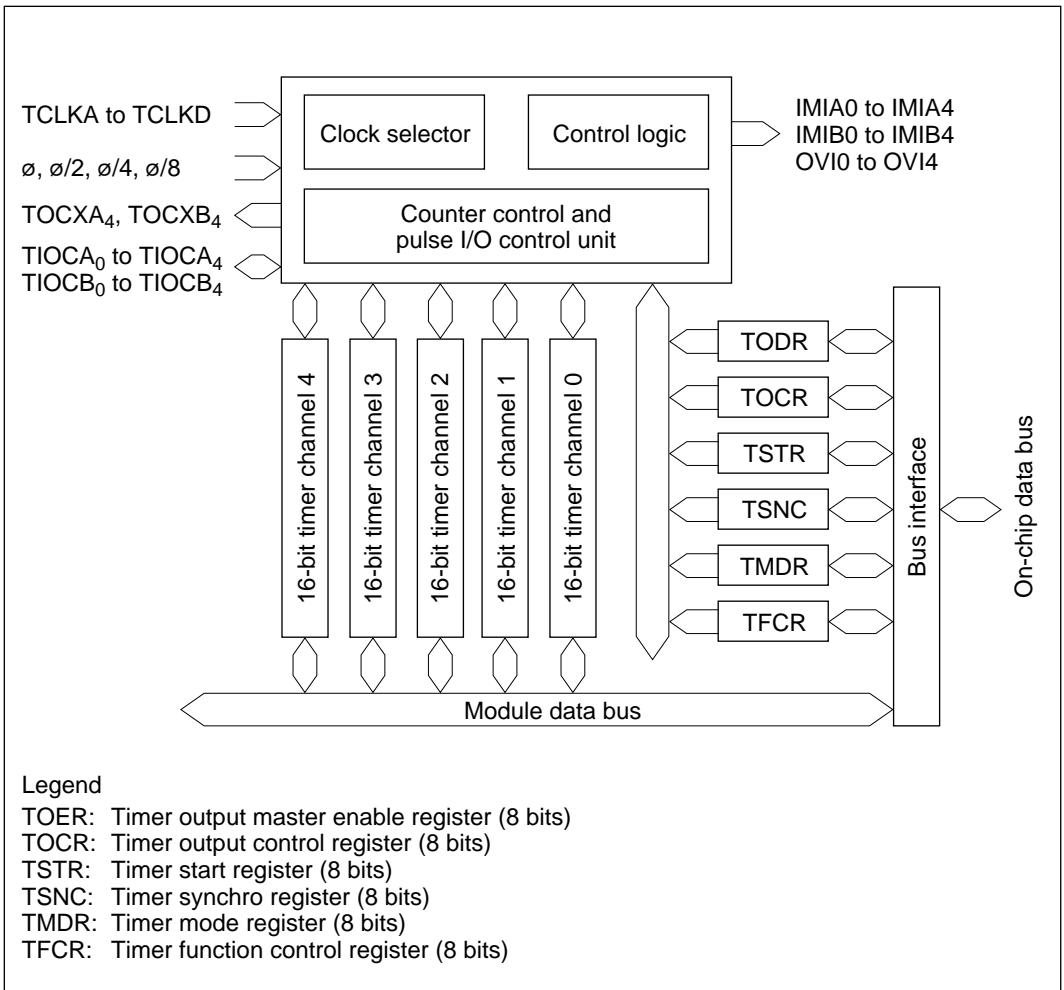 TCLKA to TCLKD
ø, ø/2, ø/4, ø/8
TOCXA4, TOCXB4
TIOCA0 to TIOCA4
TIOCB0 to TIOCB4
Clock selector
Control logic
Counter control and
pulse I/O control unit
IMIA0 to IMIA4
IMIB0 to IMIB4
OVI0 to OVI4
16-bit timer channel 4
16-bit timer channel 3
16-bit timer channel 2
16-bit timer channel 1
16-bit timer channel 0
TODR
TOCR
TSTR
TSNC
TMDR
TFCR
Bus interface
On-chip data bus
Module data bus
Legend
TOER: Timer output master enable register (8 bits)
TOCR: Timer output control register (8 bits)
TSTR: Timer start register (8 bits)
TSNC: Timer synchro register (8 bits)
TMDR: Timer mode register (8 bits)
TFCR: Timer function control register (8 bits)